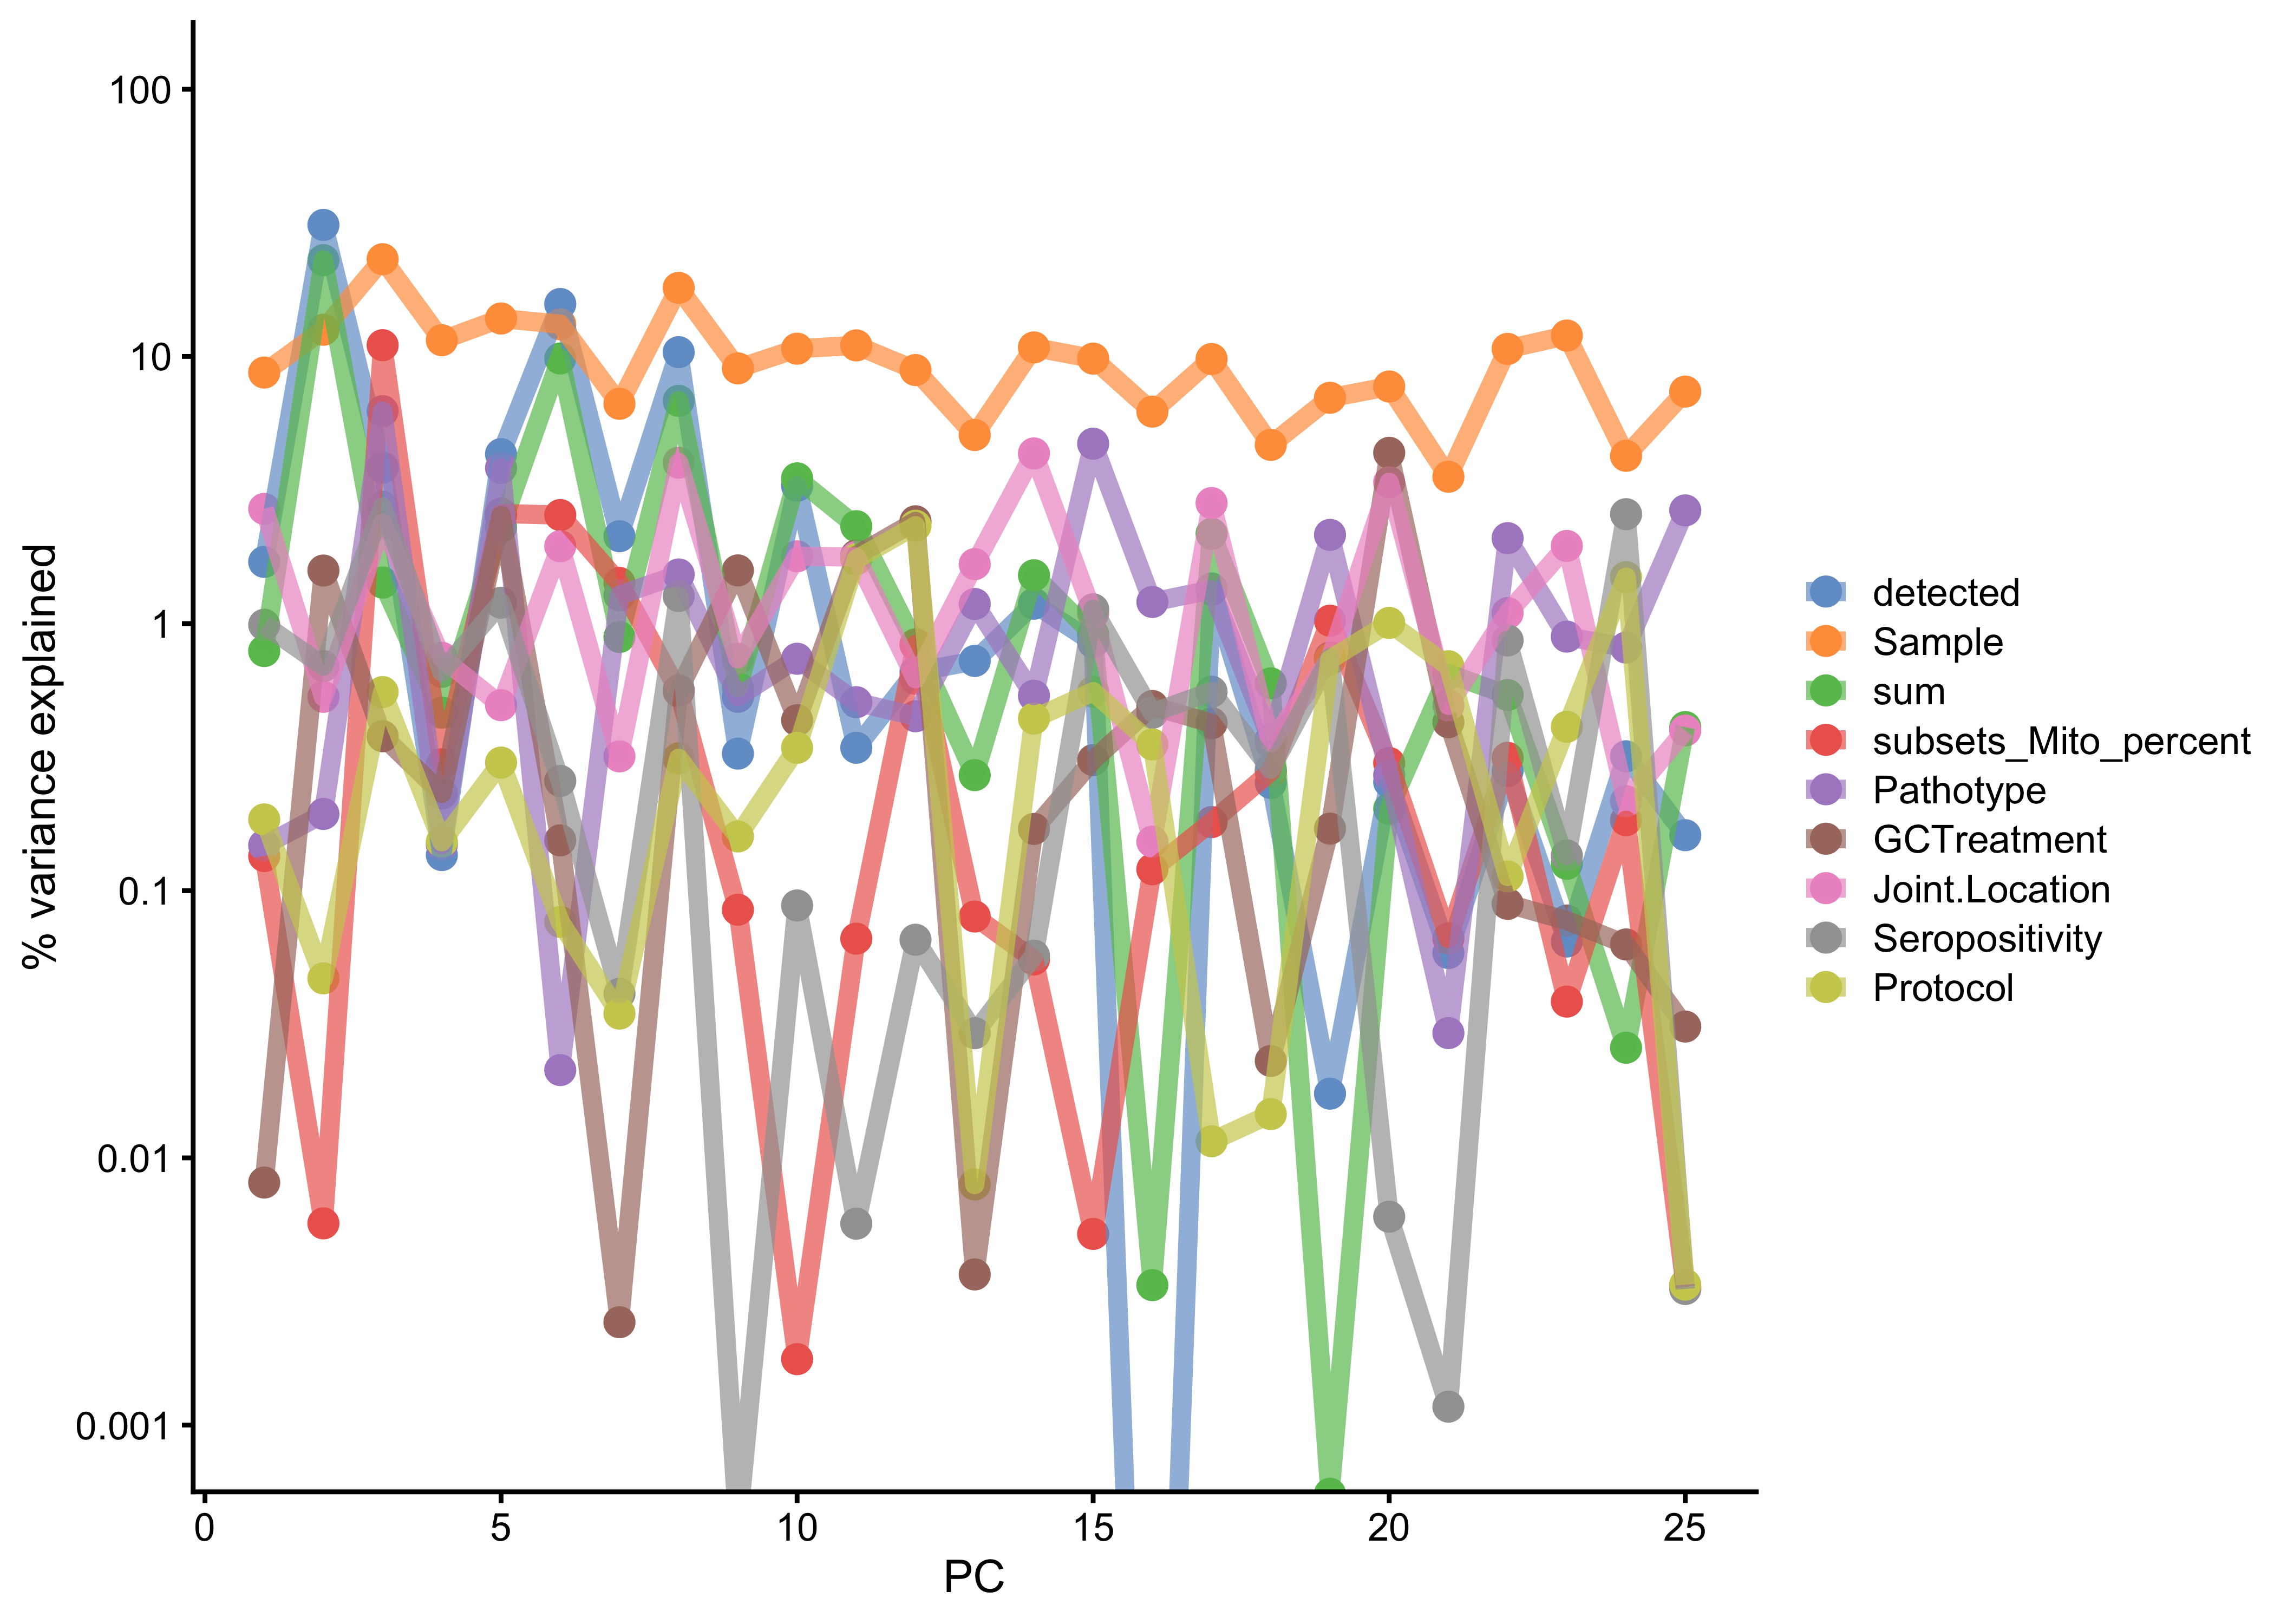 % variance explained
100
10
1
0.1
0.01
0.001
0
5
10
15
20
25
PC
detected
Sample
sum
subsets_Mito_percent
Pathotype
GCTreatment
Joint.Location
Seropositivity
Protocol